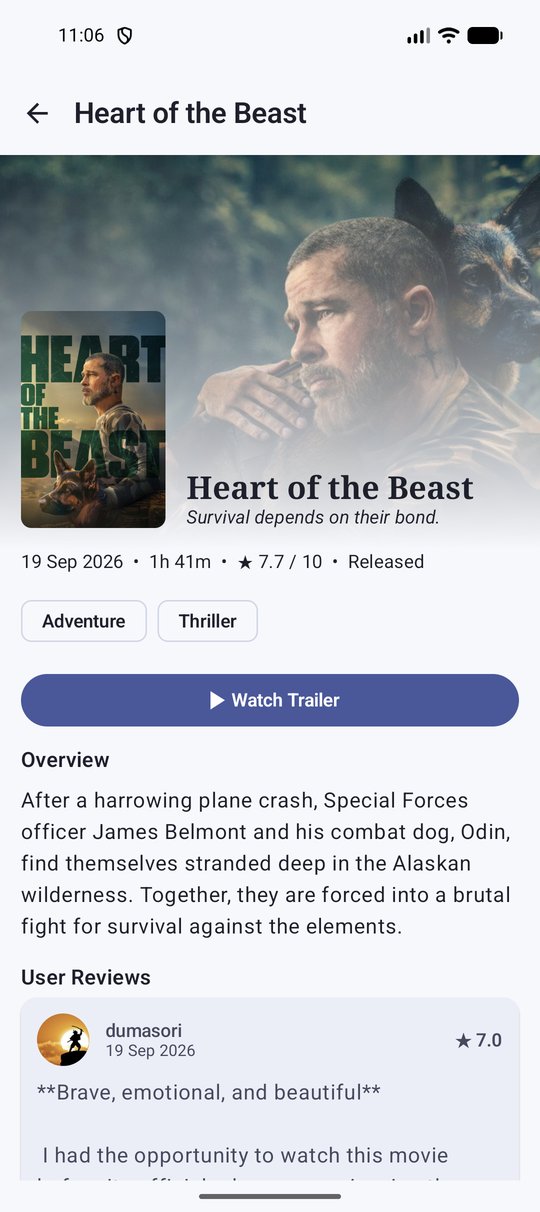 11:06
Heart of the Beast
HEART
OF
THE
BEAST
Heart of the Beast
Survival depends on their bond.
19 Sep 2026 • 1h 41m • ★ 7.7 / 10 • Released
Adventure
Thriller
Watch Trailer
Overview
After a harrowing plane crash, Special Forces
officer James Belmont and his combat dog, Odin,
find themselves stranded deep in the Alaskan
wilderness. Together, they are forced into a brutal
fight for survival against the elements.
User Reviews
dumasori
19 Sep 2026
★ 7.0
**Brave, emotional, and beautiful**
I had the opportunity to watch this movie